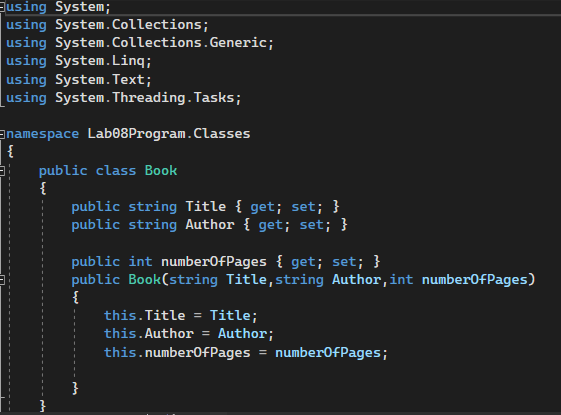 using System;
using System.Collections;
using System.Collections.Generic;
using System.Linq;
using System.Text;
using System.Threading.Tasks;
namespace Lab08Program.Classes
{
public class Book
{
public string Title { get; set; }
public string Author { get; set; }
public int numberOfPages { get; set; }
public Book(string Title,string Author,int numberOfPages)
{
this.Title = Title;
this.Author = Author;
this.numberOfPages = numberOfPages;
}
}